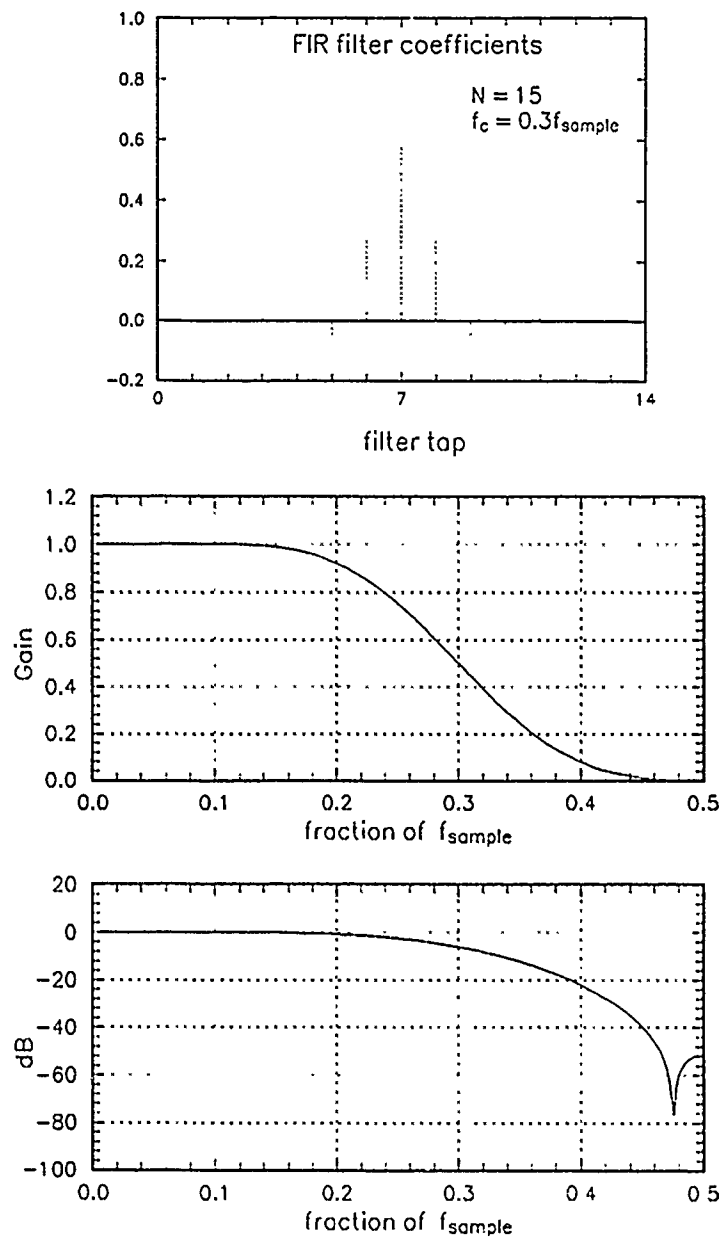 FIR filter coefficients
N = 15
f_c = 0.3f_sample
1.0
0.8
0.6
0.4
0.2
0.0
−0.2
0 7 14
filter tap
1.2
1.0
0.8
0.6
0.4
0.2
0.0
Gain
0.0 0.1 0.2 0.3 0.4 0.5
fraction of f_sample
20
0
−20
−40
−60
−80
−100
dB
0.0 0.1 0.2 0.3 0 4 0 5
fraction of f_sample